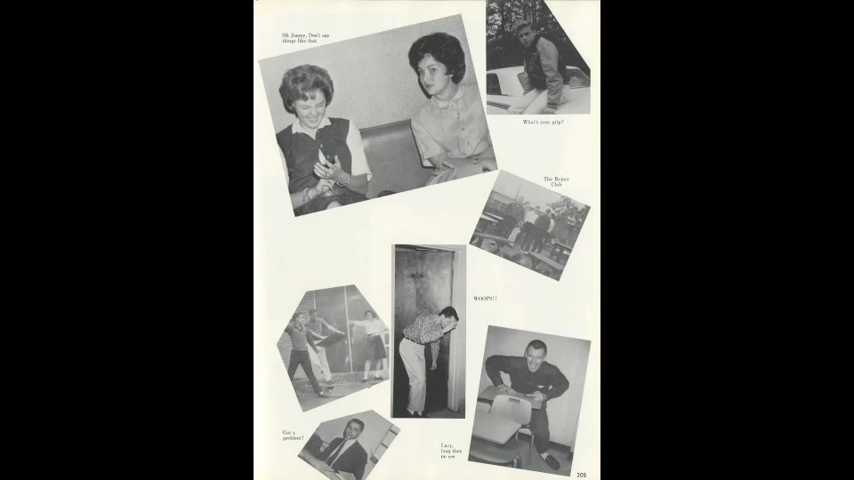 Oh Jimmy, Don't say
things like that
What's your grip?
The Reject
Club
WOOPS!!
Got a
problem?
Lucy,
long time
no see
205